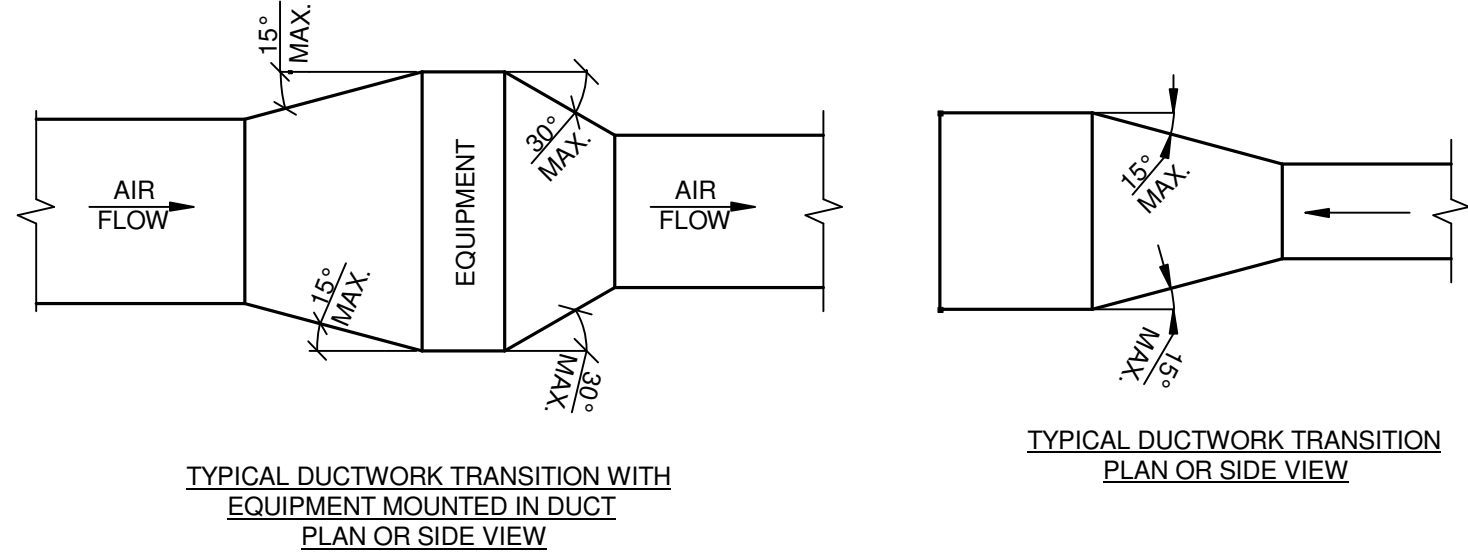 15°
MAX.
AIR
FLOW
15°
MAX.
EQUIPMENT
30°
MAX.
30°
MAX.
AIR
FLOW
TYPICAL DUCTWORK TRANSITION WITH
EQUIPMENT MOUNTED IN DUCT
PLAN OR SIDE VIEW
15°
MAX.
15°
MAX.
TYPICAL DUCTWORK TRANSITION
PLAN OR SIDE VIEW